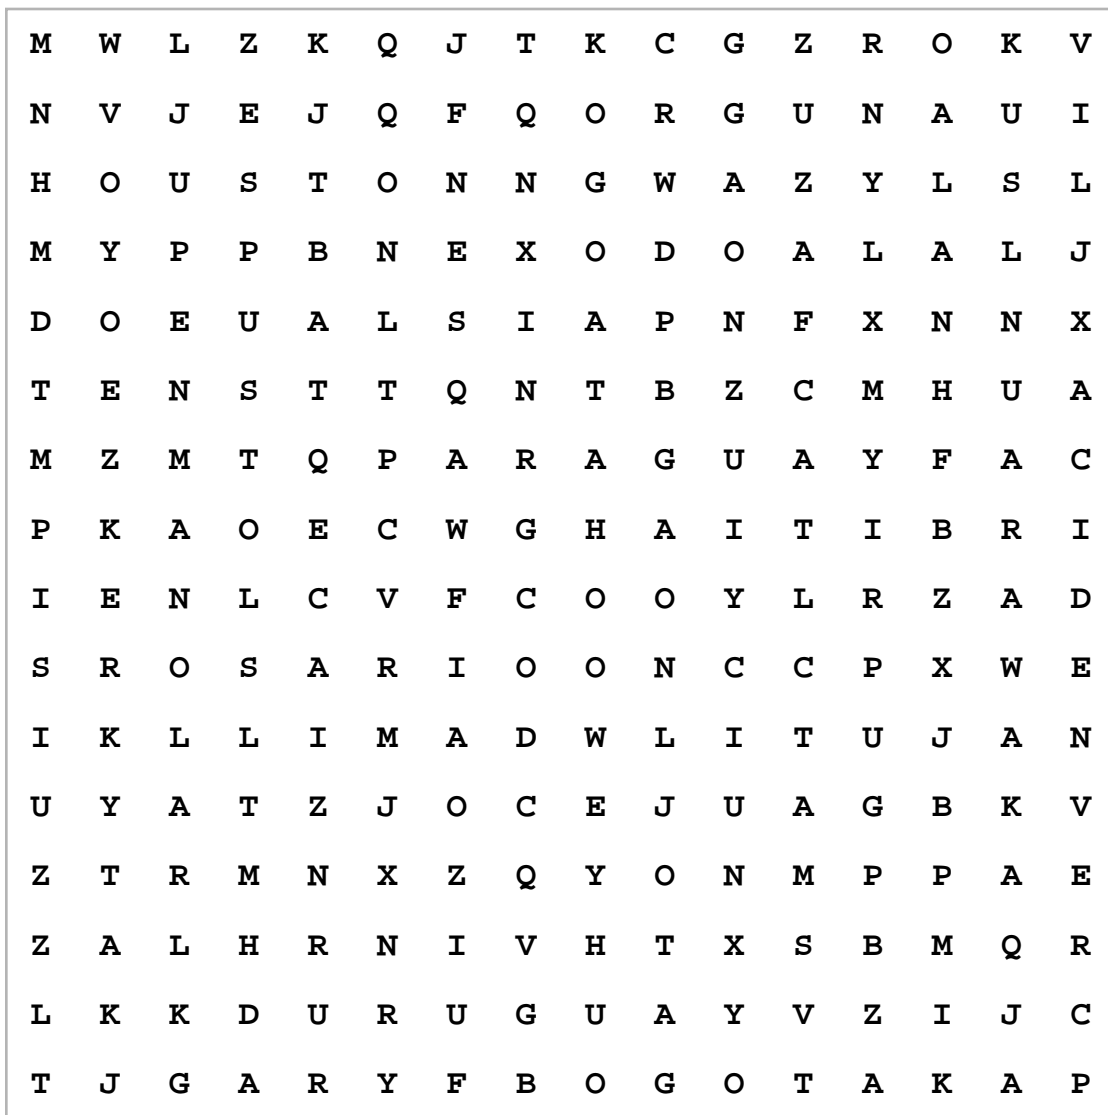 M W L Z K Q J T K C G Z R O K V
N V J E J Q F Q O R G U N A U I
H O U S T O N N G W A Z Y L S L
M Y P P B N E X O D O A L A L J
D O E U A L S I A P N F X N N X
T E N S T T Q N T B Z C M H U A
M Z M T Q P A R A G U A Y F A C
P K A O E C W G H A I T I B R I
I E N L C V F C O O Y L R Z A D
S R O S A R I O O N C C P X W E
I K L L I M A D W L I T U J A N
U Y A T Z J O C E J U A G B K V
Z T R M N X Z Q Y O N M P P A E
Z A L H R N I V H T X S B M Q R
L K K D U R U G U A Y V Z I J C
T J G A R Y F B O G O T A K A P